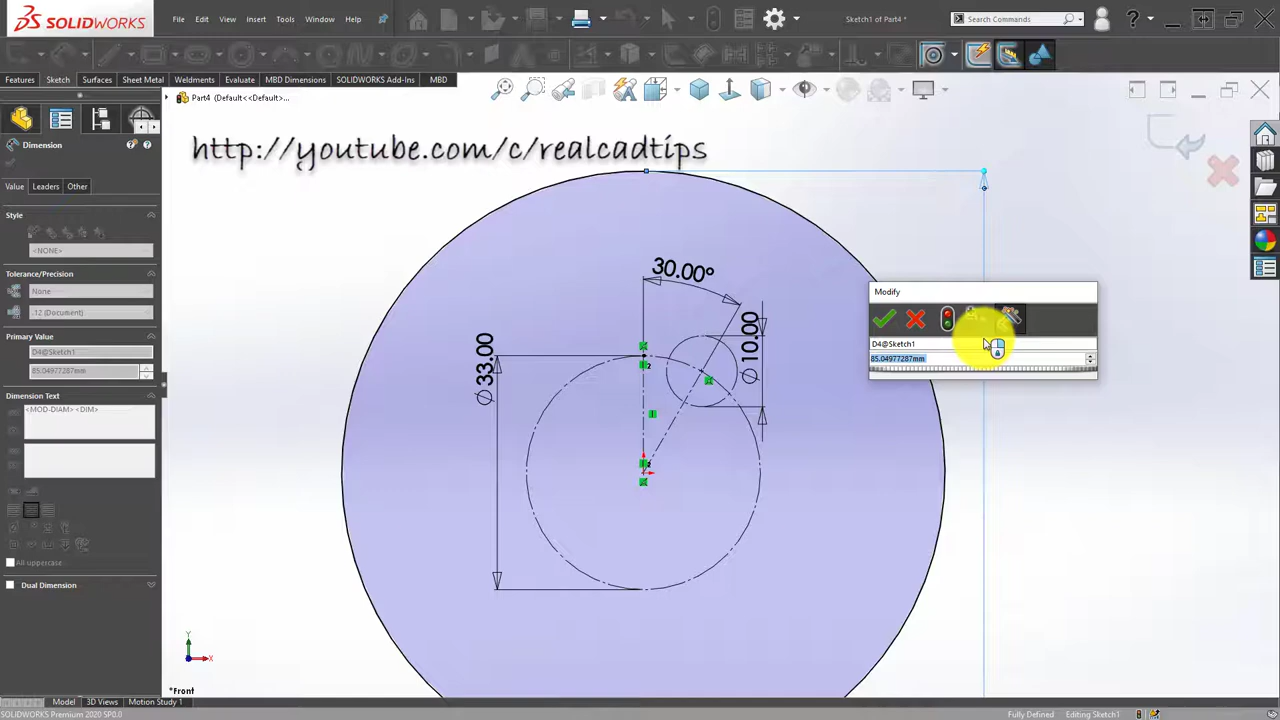 SOLIDWORKS
File Edit View Insert Tools Window Help
Sketch1 of Part4 *
Search Commands
Features Sketch Surfaces Sheet Metal Weldments Evaluate MBD Dimensions SOLIDWORKS Add-Ins MBD
Part4 (Default<<Default>...
Dimension
Value Leaders Other
Style
<NONE>
Tolerance/Precision
None
.12 (Document)
Primary Value
D4@Sketch1
85.04977287mm
Dimension Text
<MOD-DIAM> <DIM>
All uppercase
Dual Dimension
http://youtube.com/c/realcadtips
30.00°
∅ 33.00
∅ 10.00
Modify
D4@Sketch1
85.04977287mm
Y
X
*Front
Model 3D Views Motion Study 1
SOLIDWORKS Premium 2020 SP0.0
Fully Defined Editing Sketch1